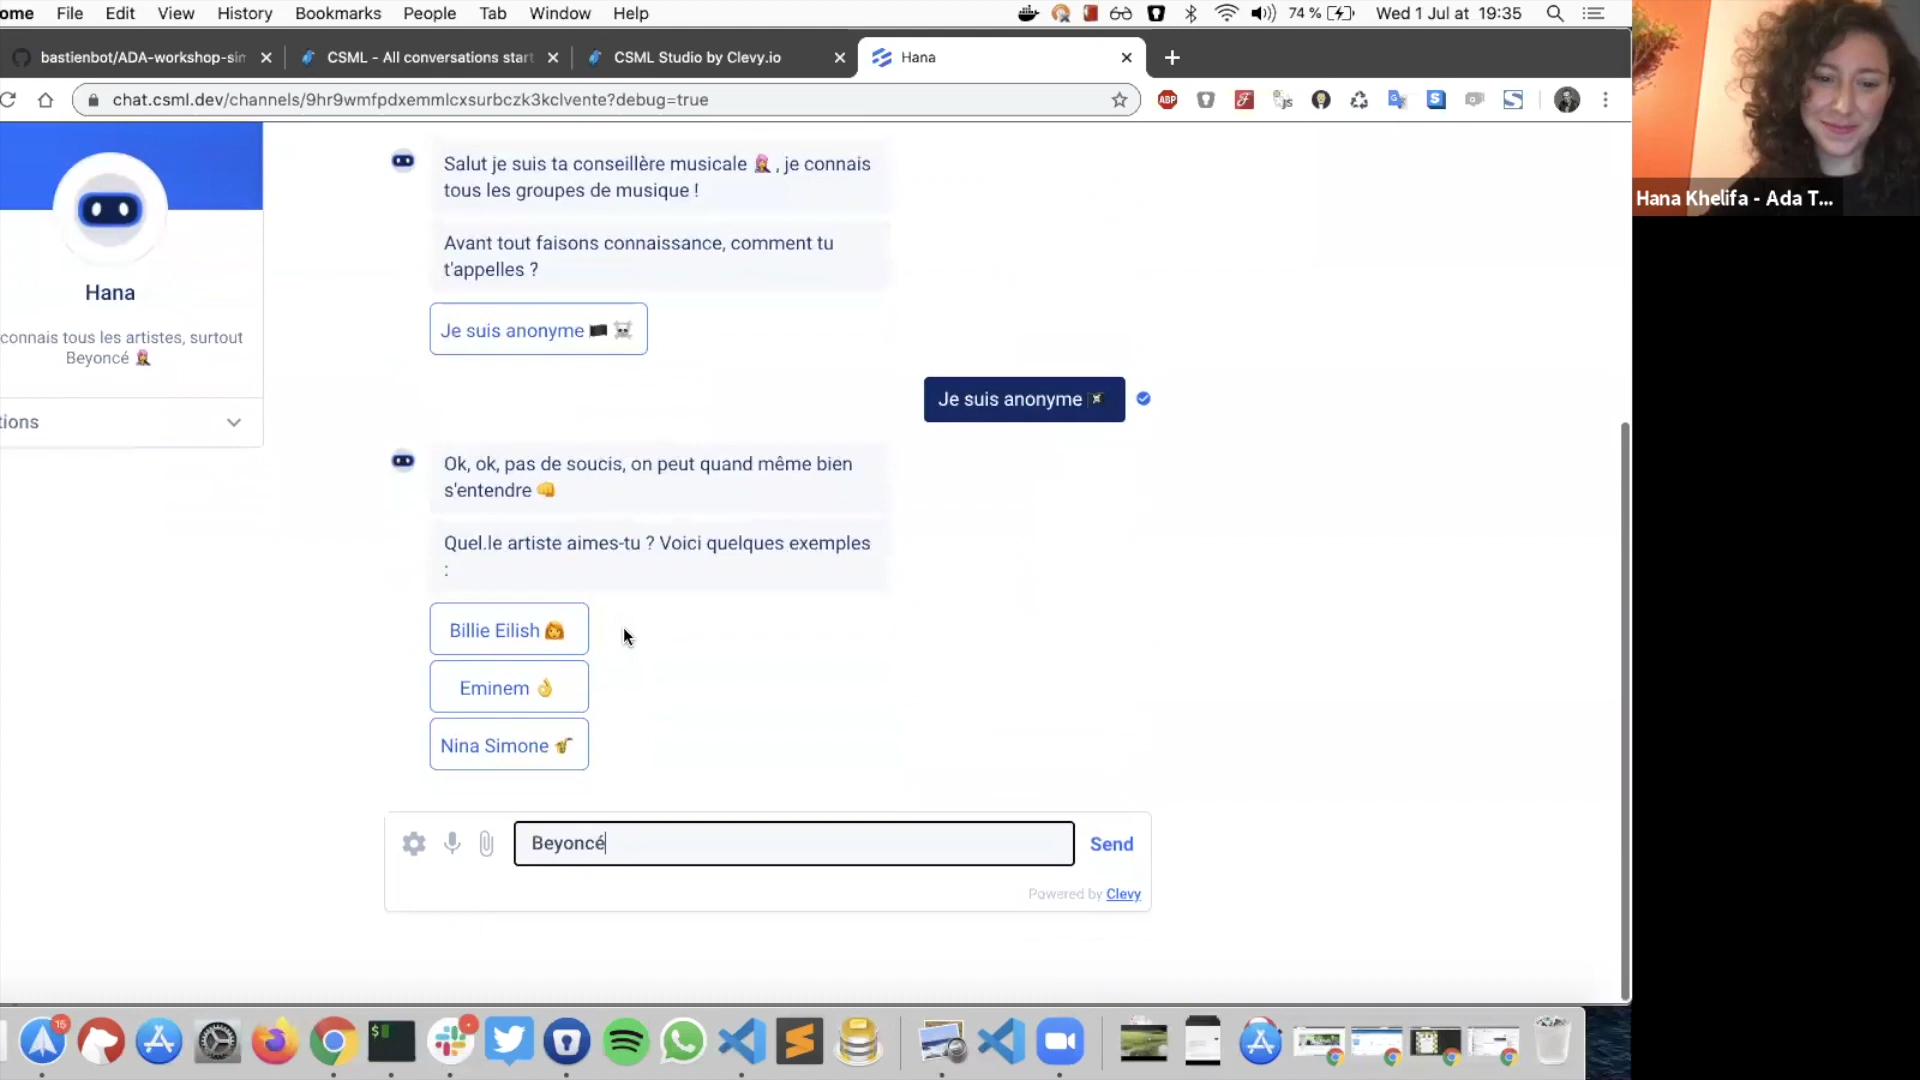 ome File Edit View History Bookmarks People Tab Window Help 74 % Wed 1 Jul at 19:35
bastienbot/ADA-workshop-sim CSML - All conversations start CSML Studio by Clevy.io Hana
chat.csml.dev/channels/9hr9wmfpdxemmlcxsurbczk3kclvente?debug=true ABP
Hana Khelifa - Ada T...
Salut je suis ta conseillère musicale 👩‍🎤 , je connais
tous les groupes de musique !
Avant tout faisons connaissance, comment tu
t'appelles ?
Hana
connais tous les artistes, surtout
Beyoncé 👩‍🎤
tions
Je suis anonyme 🏴 ☠️
Je suis anonyme 🏴‍☠️
Ok, ok, pas de soucis, on peut quand même bien
s'entendre 👊
Quel.le artiste aimes-tu ? Voici quelques exemples
:
Billie Eilish 👩
Eminem 👌
Nina Simone 🎷
Beyoncé
Send
Powered by Clevy
15